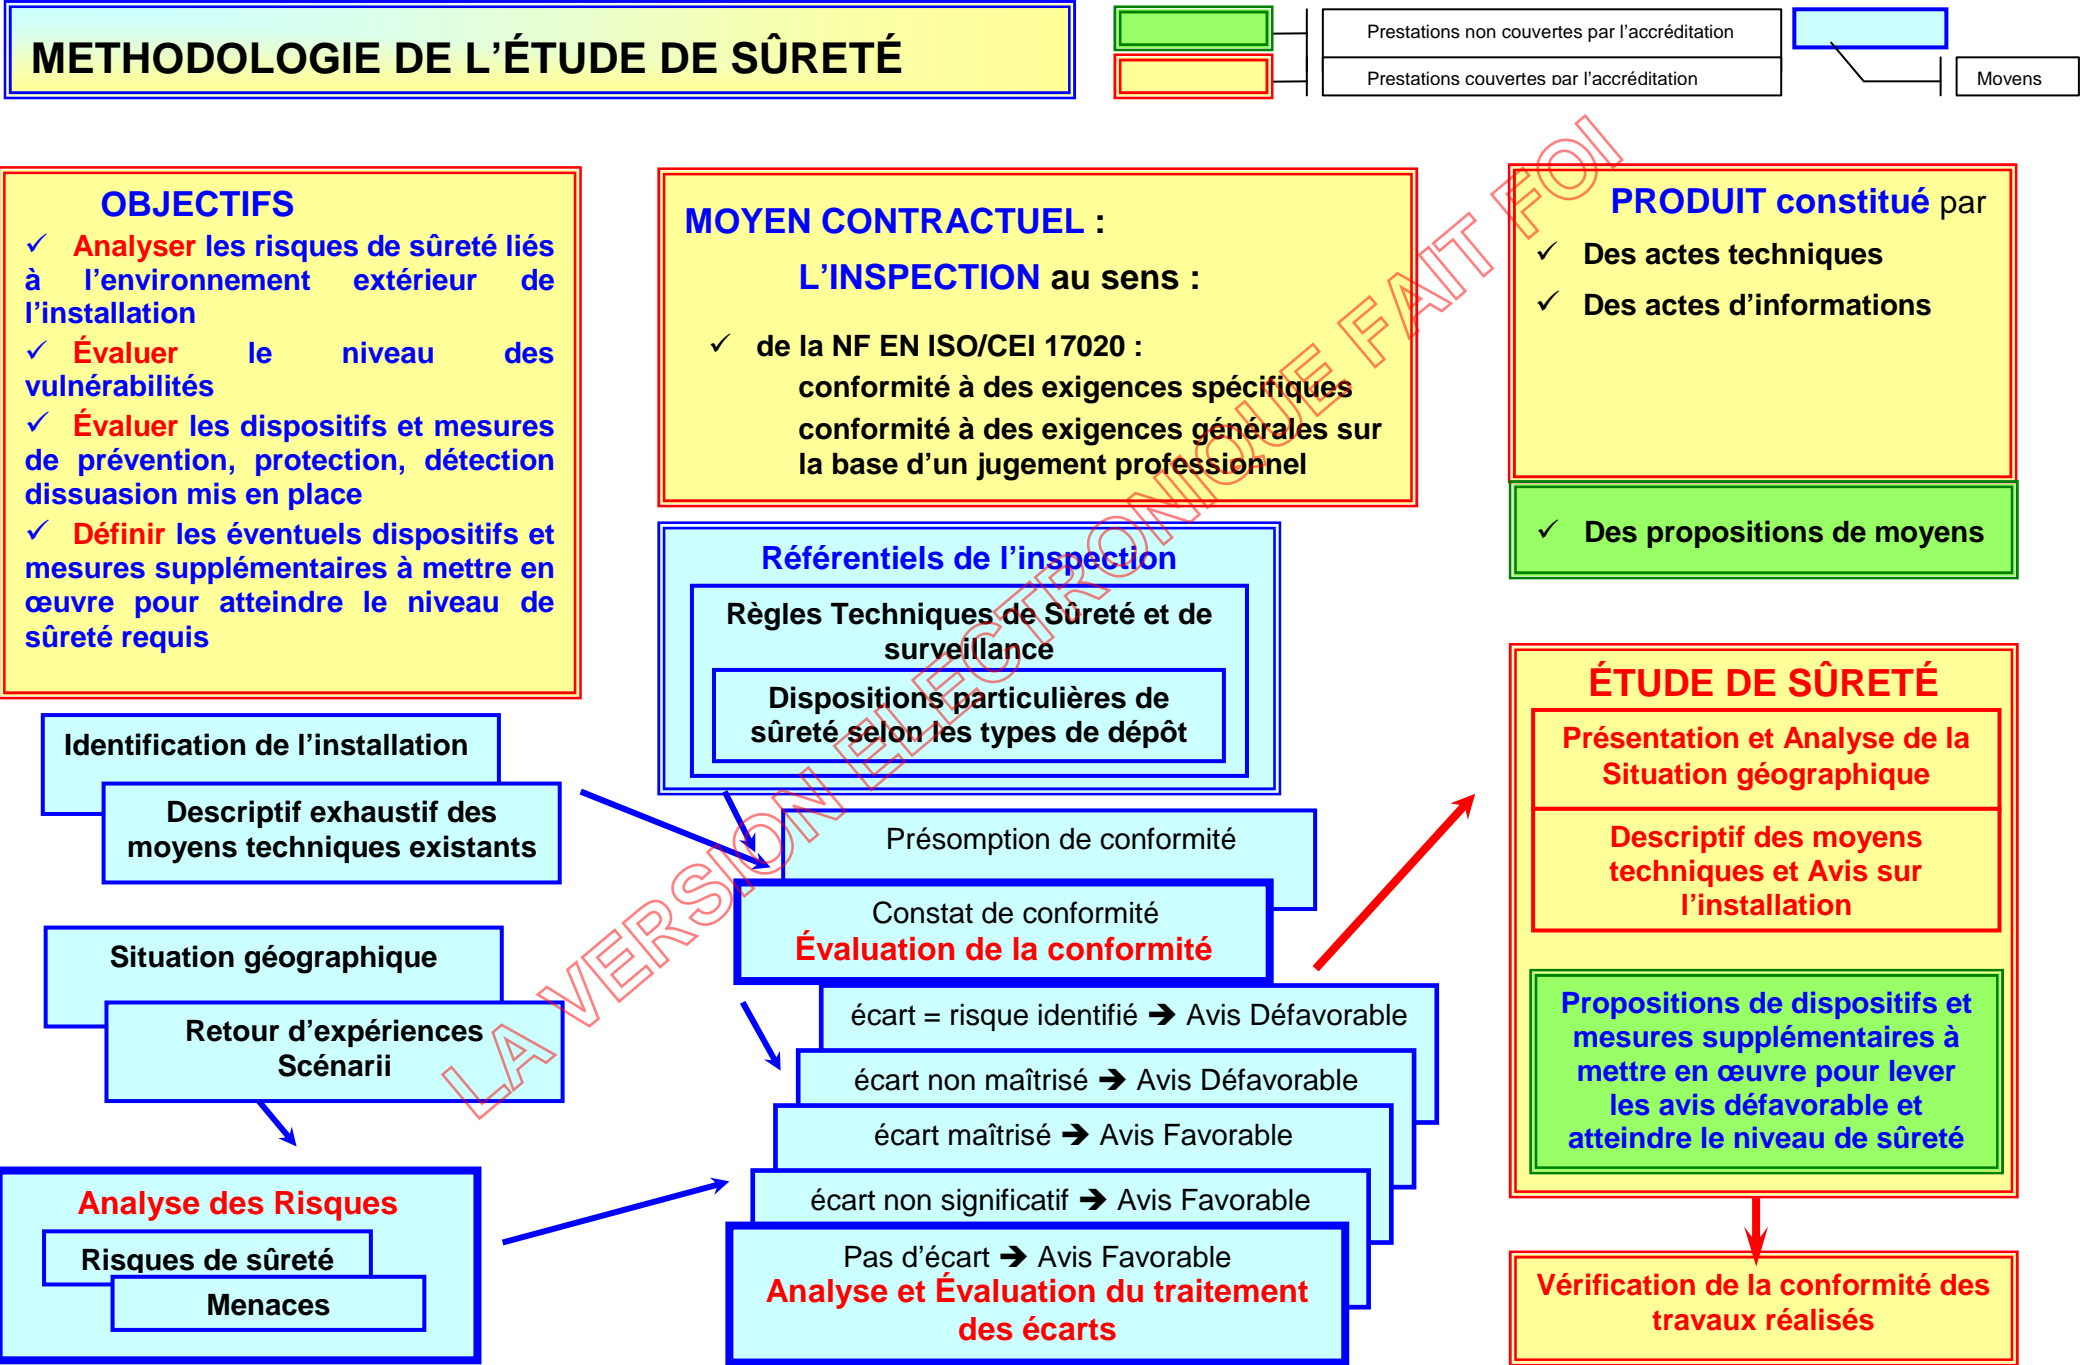 METHODOLOGIE DE L’ÉTUDE DE SÛRETÉ
Prestations non couvertes par l’accréditation
Prestations couvertes par l’accréditation
Moyens
OBJECTIFS
✓ Analyser les risques de sûreté liés
à l’environnement extérieur de
l’installation
✓ Évaluer le niveau des
vulnérabilités
✓ Évaluer les dispositifs et mesures
de prévention, protection, détection
dissuasion mis en place
✓ Définir les éventuels dispositifs et
mesures supplémentaires à mettre en
œuvre pour atteindre le niveau de
sûreté requis
MOYEN CONTRACTUEL :
L’INSPECTION au sens :
✓ de la NF EN ISO/CEI 17020 :
conformité à des exigences spécifiques
conformité à des exigences générales sur
la base d’un jugement professionnel
PRODUIT constitué par
✓ Des actes techniques
✓ Des actes d’informations
✓ Des propositions de moyens
Référentiels de l’inspection
Règles Techniques de Sûreté et de
surveillance
Dispositions particulières de
sûreté selon les types de dépôt
Identification de l’installation
Descriptif exhaustif des
moyens techniques existants
Situation géographique
Retour d’expériences
Scénarii
Analyse des Risques
Risques de sûreté
Menaces
Présomption de conformité
Constat de conformité
Évaluation de la conformité
écart = risque identifié ➔ Avis Défavorable
écart non maîtrisé ➔ Avis Défavorable
écart maîtrisé ➔ Avis Favorable
écart non significatif ➔ Avis Favorable
Pas d’écart ➔ Avis Favorable
Analyse et Évaluation du traitement
des écarts
ÉTUDE DE SÛRETÉ
Présentation et Analyse de la
Situation géographique
Descriptif des moyens
techniques et Avis sur
l’installation
Propositions de dispositifs et
mesures supplémentaires à
mettre en œuvre pour lever
les avis défavorable et
atteindre le niveau de sûreté
Vérification de la conformité des
travaux réalisés
LA VERSION ELECTRONIQUE FAIT FOI